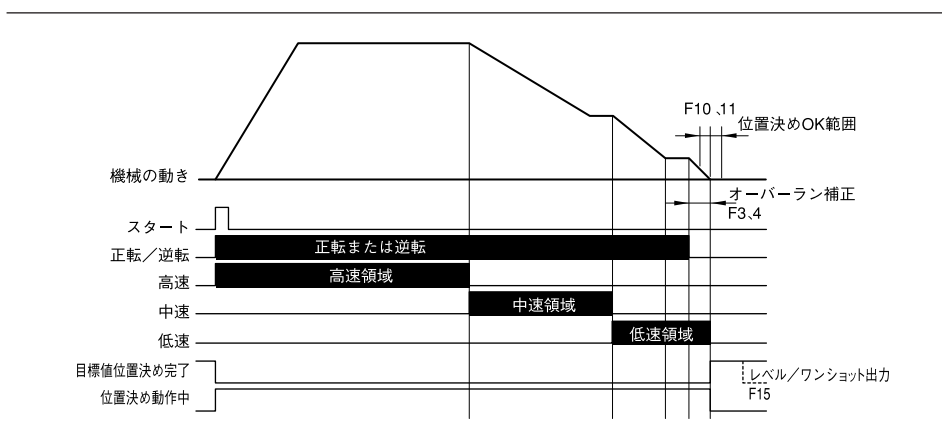 F10、11
位置決めOK範囲
機械の動き
オーバーラン補正
F3、4
スタート
正転／逆転
正転または逆転
高速
高速領域
中速
中速領域
低速
低速領域
目標値位置決め完了
レベル／ワンショット出力
F15
位置決め動作中